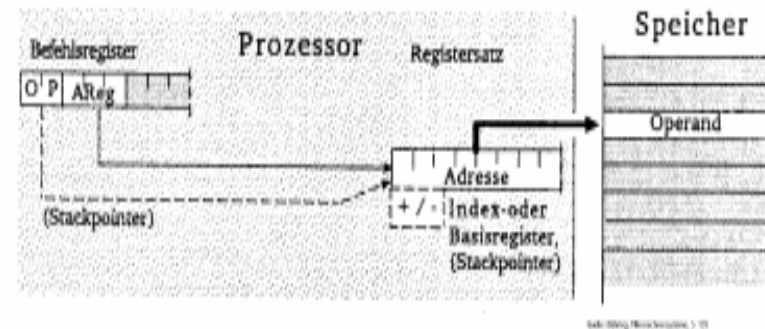 Speicher
Prozessor
Befehlsregister
Registersatz
O P AReg
Operand
Adresse
+ / - Index-oder
Basisregister,
(Stackpointer)
(Stackpointer)